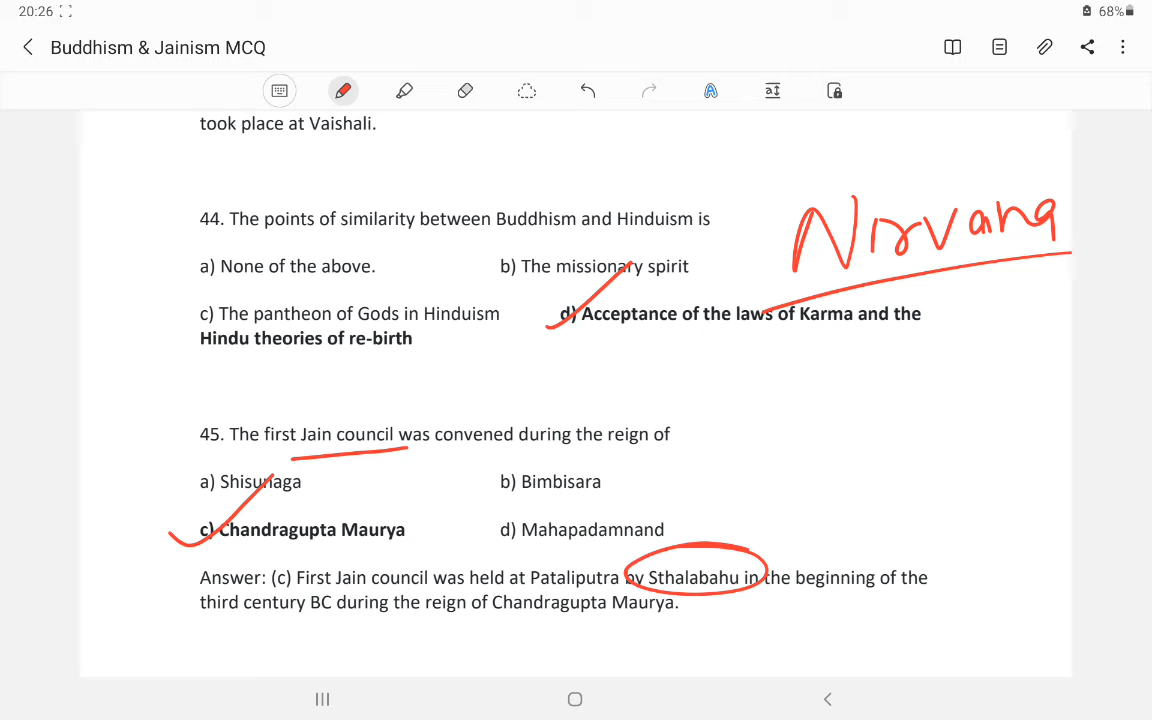 20:26
68%
Buddhism & Jainism MCQ
took place at Vaishali.
44. The points of similarity between Buddhism and Hinduism is
Nirvana
a) None of the above. b) The missionary spirit
c) The pantheon of Gods in Hinduism d) Acceptance of the laws of Karma and the
Hindu theories of re-birth
45. The first Jain council was convened during the reign of
a) Shisunaga b) Bimbisara
c) Chandragupta Maurya d) Mahapadamnand
Answer: (c) First Jain council was held at Pataliputra by Sthalabahu in the beginning of the
third century BC during the reign of Chandragupta Maurya.